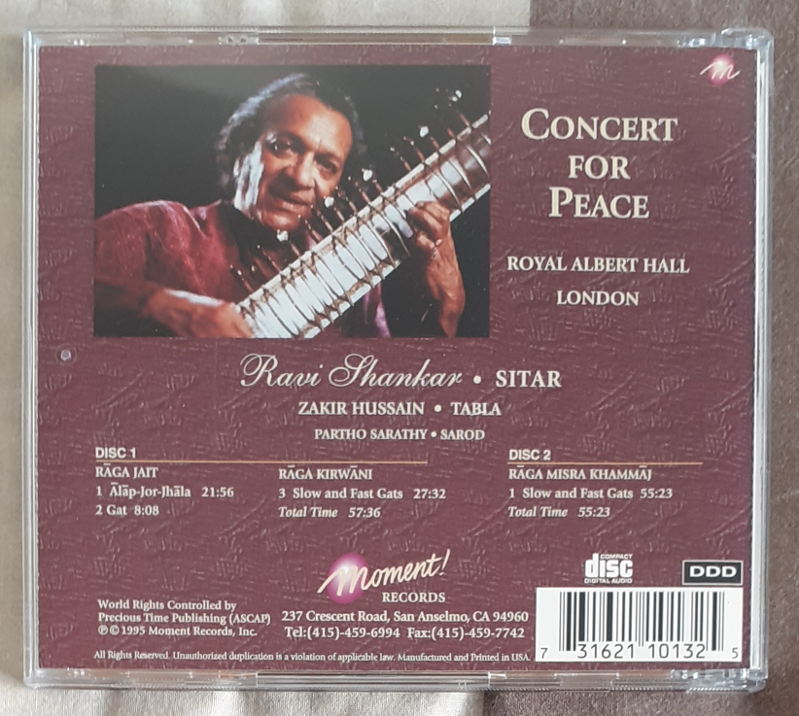 m
CONCERT
FOR
PEACE
ROYAL ALBERT HALL
LONDON
Ravi Shankar • SITAR
ZAKIR HUSSAIN • TABLA
PARTHO SARATHY • SAROD
DISC 1
RĀGA JAIT
1 Ālāp-Jor-Jhāla 21:56
2 Gat 8:08
RĀGA KIRWĀNI
3 Slow and Fast Gats 27:32
Total Time 57:36
DISC 2
RĀGA MISRA KHAMMĀJ
1 Slow and Fast Gats 55:23
Total Time 55:23
Moment!
RECORDS
COMPACT
disc
DIGITAL AUDIO
DDD
World Rights Controlled by
Precious Time Publishing (ASCAP)
℗ © 1995 Moment Records, Inc.
237 Crescent Road, San Anselmo, CA 94960
Tel:(415)-459-6994 Fax:(415)-459-7742
All Rights Reserved. Unauthorized duplication is a violation of applicable law. Manufactured and Printed in USA.
7 31621 10132 5